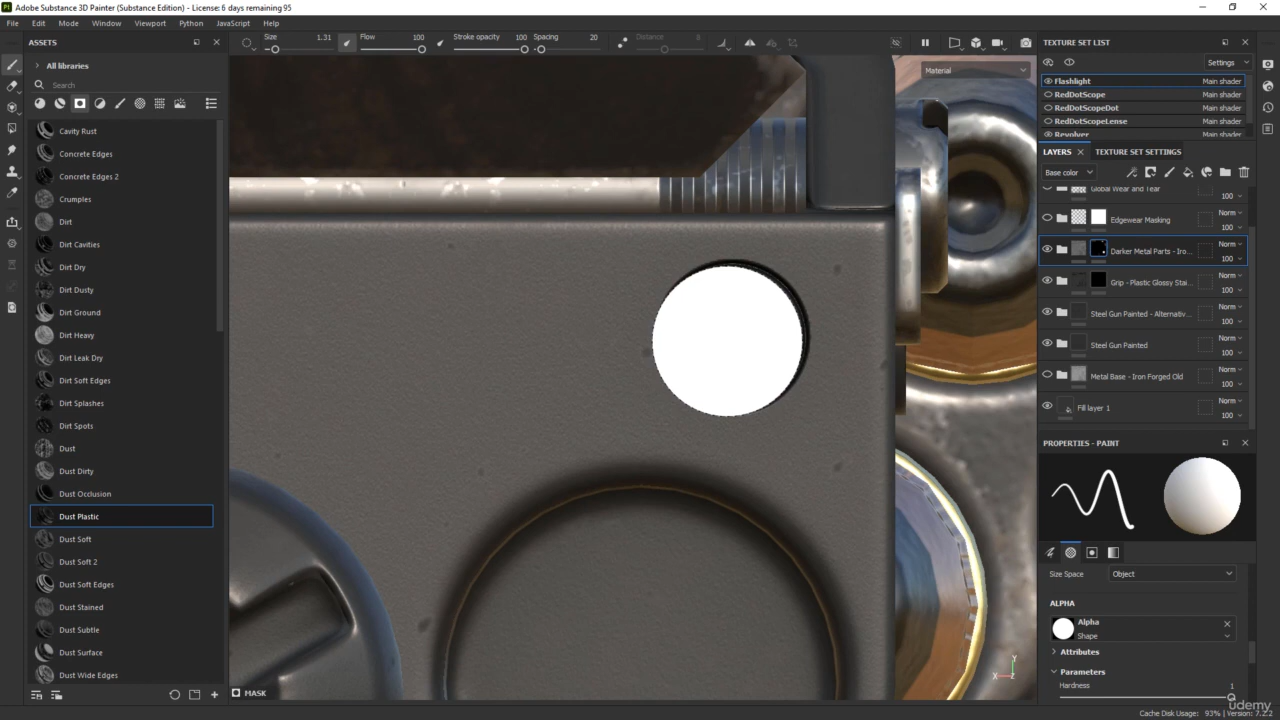 Adobe Substance 3D Painter (Substance Edition) - License: 6 days remaining 95
File Edit Mode Window Viewport Python JavaScript Help
ASSETS
Size 1.31 Flow 100 Stroke opacity 100 Spacing 20 Distance 8
All libraries
Search
Cavity Rust
Concrete Edges
Concrete Edges 2
Crumples
Dirt
Dirt Cavities
Dirt Dry
Dirt Dusty
Dirt Ground
Dirt Heavy
Dirt Leak Dry
Dirt Soft Edges
Dirt Splashes
Dirt Spots
Dust
Dust Dirty
Dust Occlusion
Dust Plastic
Dust Soft
Dust Soft 2
Dust Soft Edges
Dust Stained
Dust Subtle
Dust Surface
Dust Wide Edges
Material
MASK
Y
X Z
TEXTURE SET LIST
Settings
Flashlight Main shader
RedDotScope Main shader
RedDotScopeDot Main shader
RedDotScopeLense Main shader
Revolver Main shader
LAYERS TEXTURE SET SETTINGS
Base color
Global Wear and Tear
100
Edgewear Masking Norm
100
Darker Metal Parts - Iro... Norm
100
Grip - Plastic Glossy Stai... Norm
100
Steel Gun Painted - Alternativ... Norm
100
Steel Gun Painted Norm
100
Metal Base - Iron Forged Old Norm
100
Fill layer 1 Norm
100
PROPERTIES - PAINT
Size Space Object
ALPHA
Alpha
Shape
Attributes
Parameters
Hardness 1
udemy
Cache Disk Usage: 93% | Version: 7.2.2